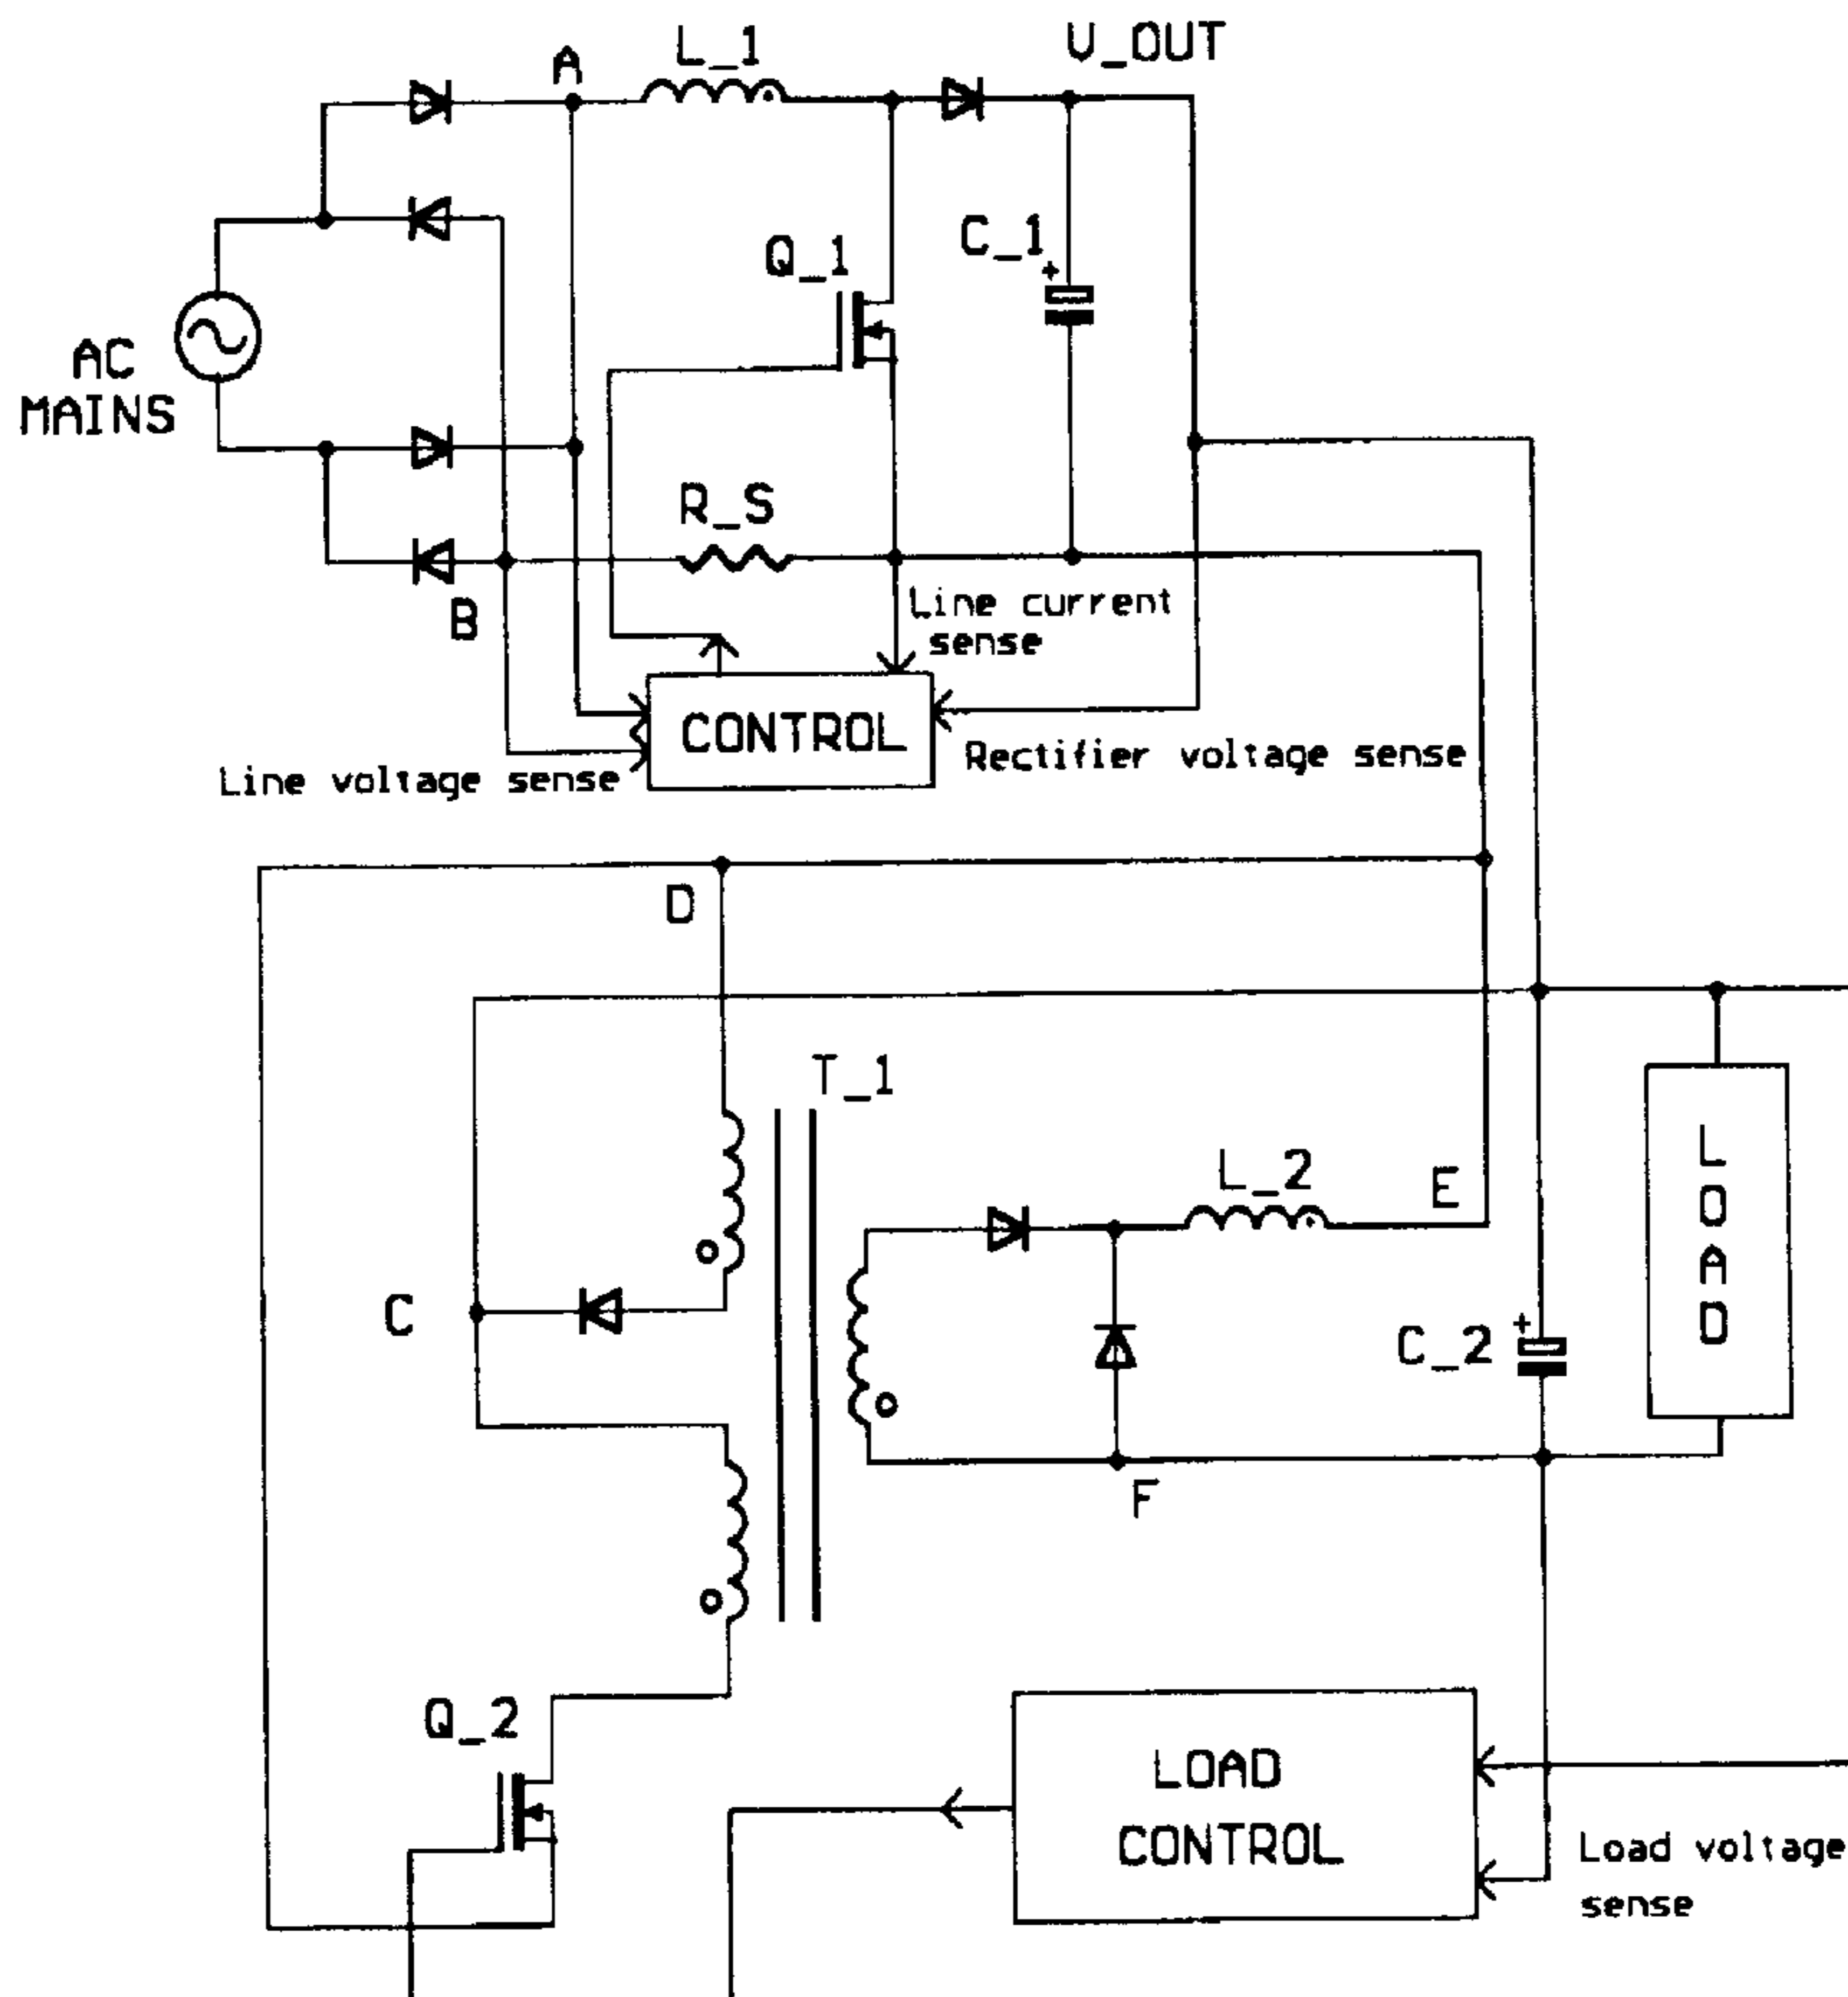 A
L_1
V_OUT
C_1
+
Q_1
AC
MAINS
R_S
B
Line current
sense
CONTROL
Rectifier voltage sense
Line voltage sense
D
T_1
L_2
E
LOAD
C
C_2
+
F
Q_2
LOAD
CONTROL
Load voltage
sense